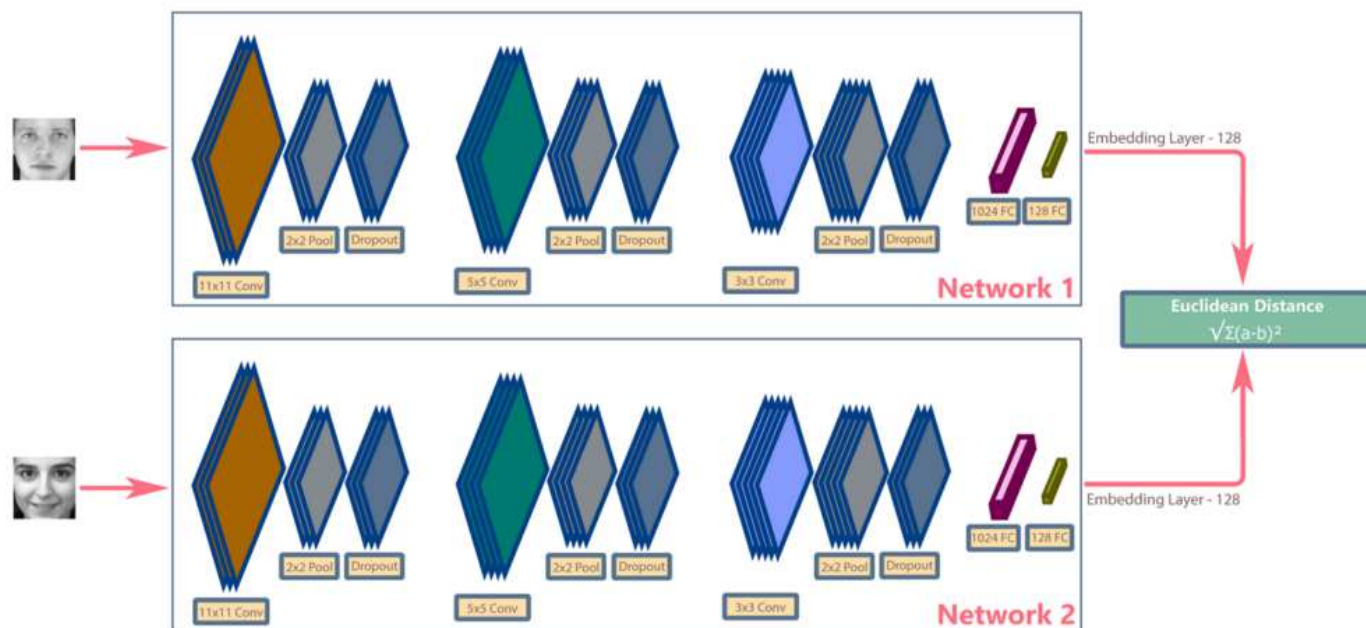 2x2 Pool
Dropout
2x2 Pool
Dropout
2x2 Pool
Dropout
1024 FC
128 FC
11x11 Conv
5x5 Conv
3x3 Conv
Network 1
Embedding Layer - 128
Euclidean Distance
√Σ(a-b)²
2x2 Pool
Dropout
2x2 Pool
Dropout
2x2 Pool
Dropout
1024 FC
128 FC
11x11 Conv
5x5 Conv
3x3 Conv
Network 2
Embedding Layer - 128